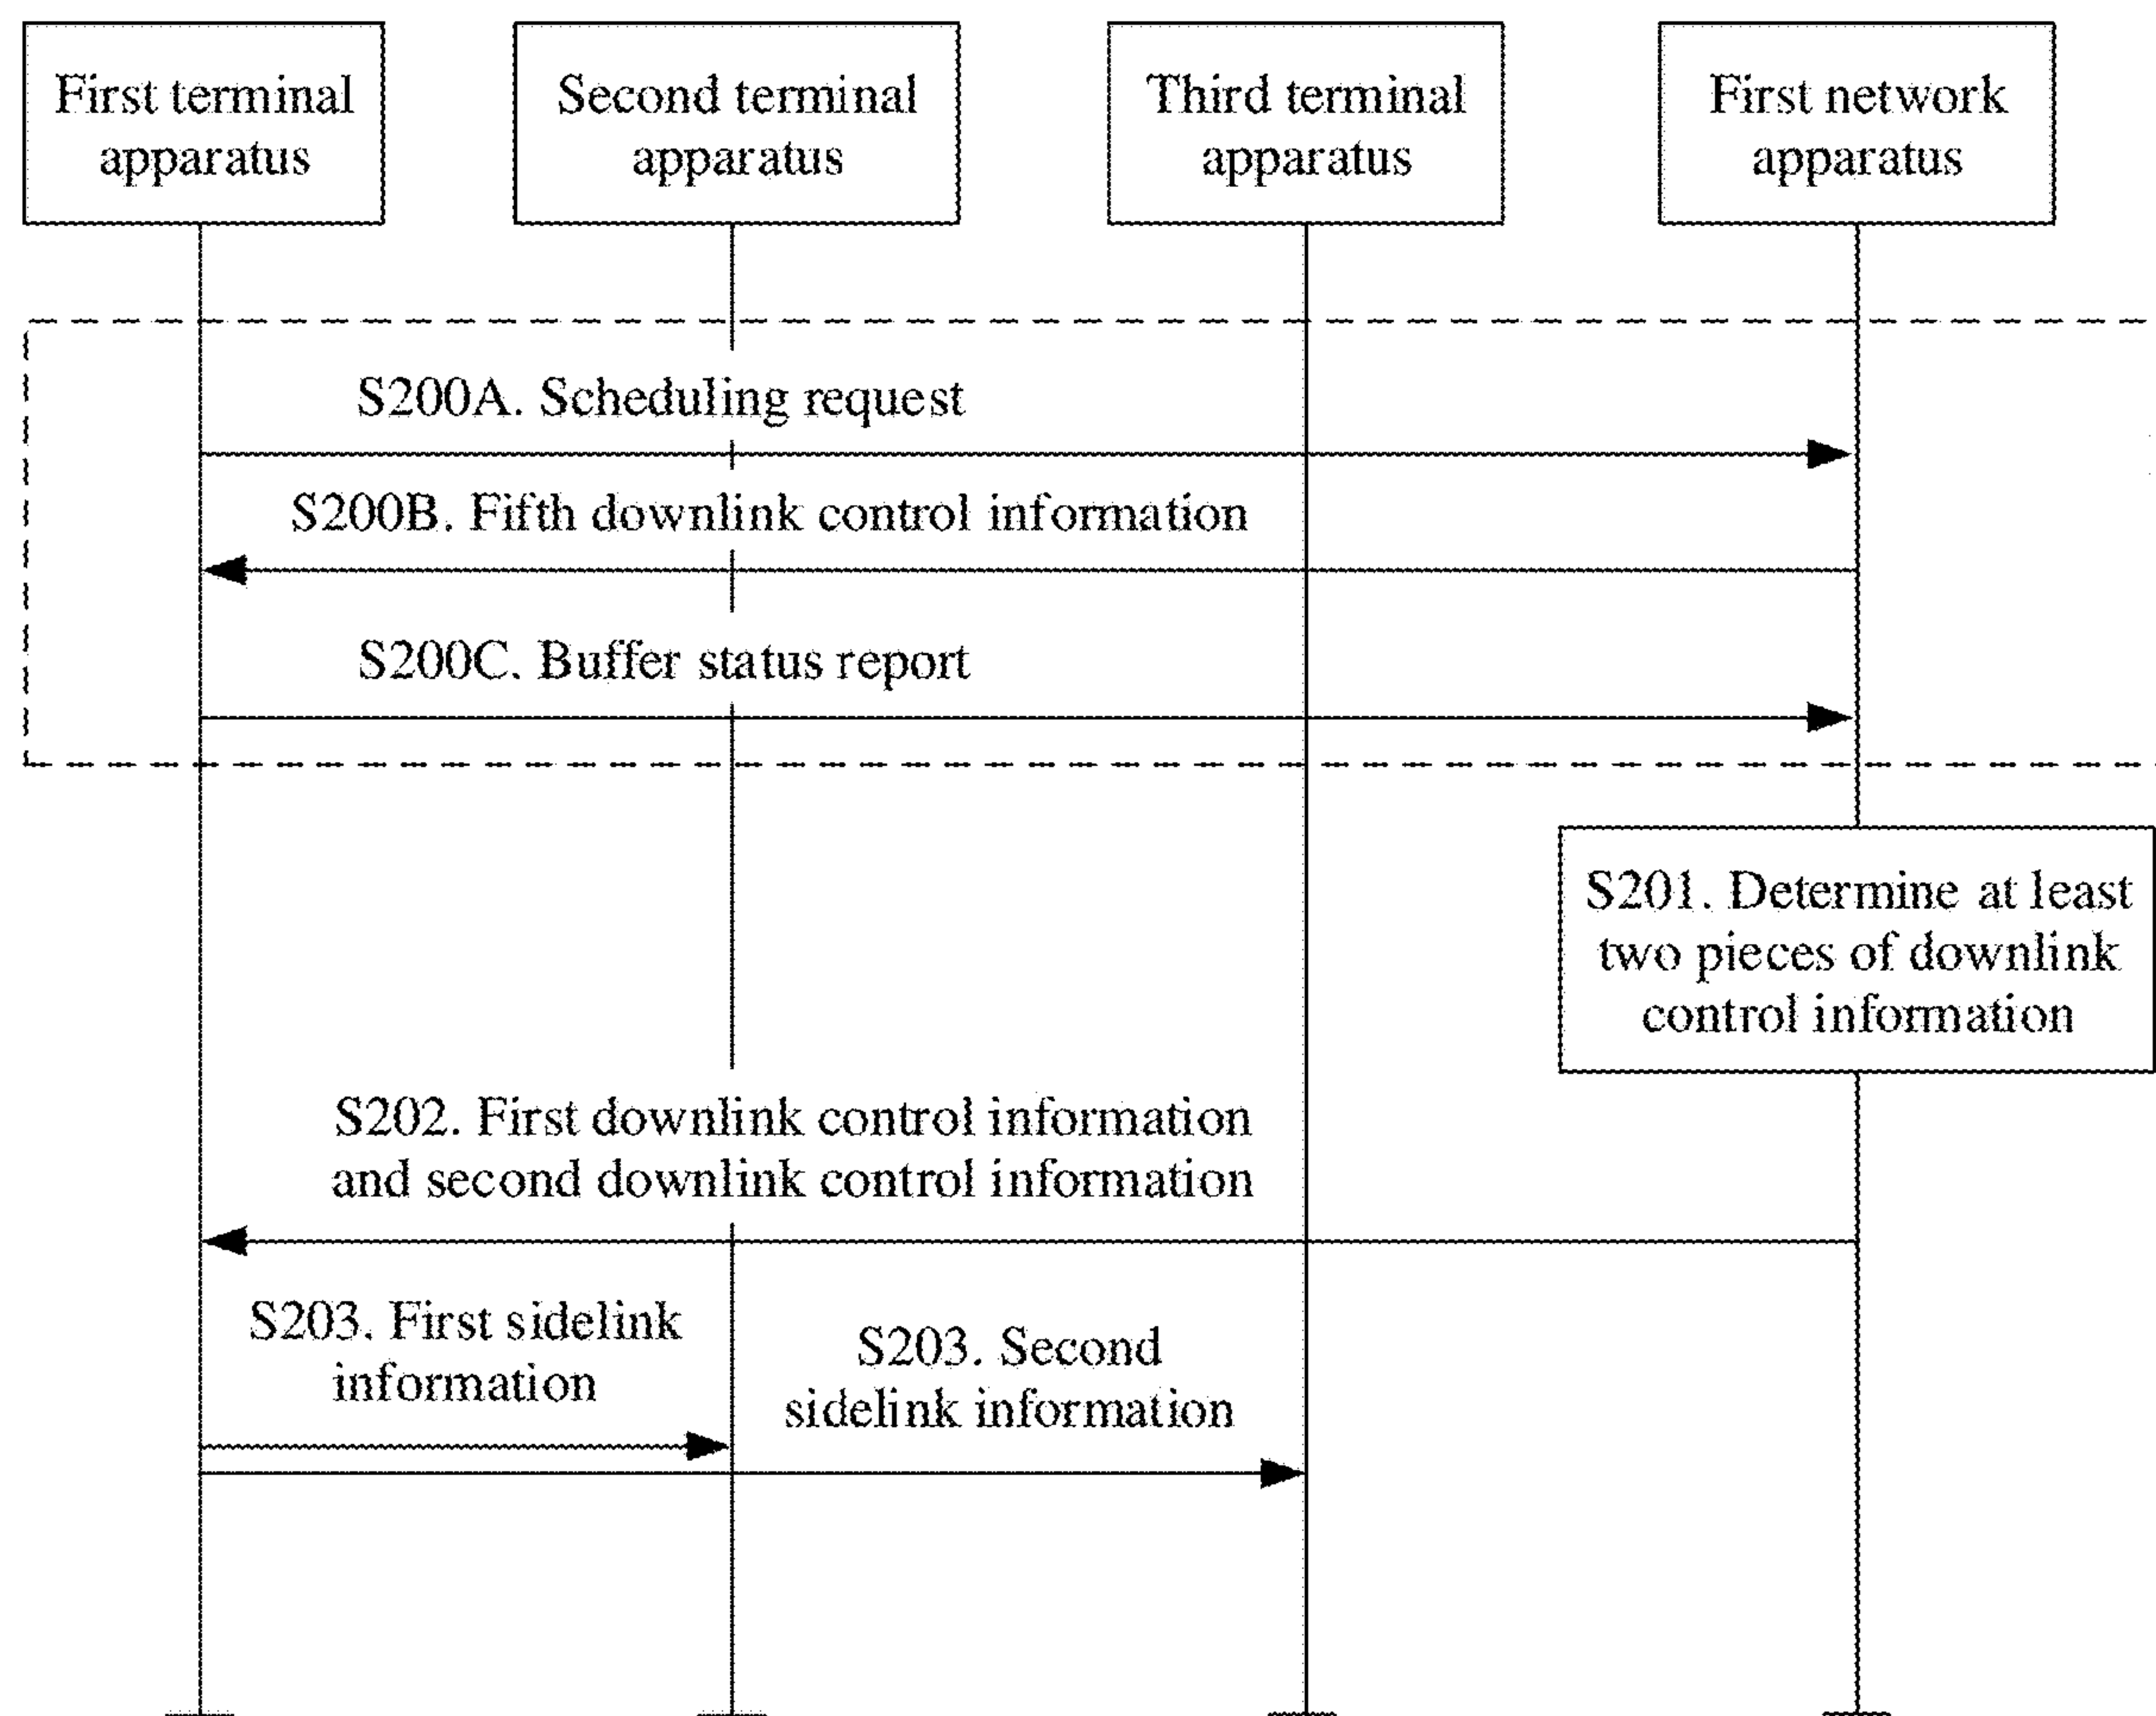 First terminal
apparatus
Second terminal
apparatus
Third terminal
apparatus
First network
apparatus
S200A. Scheduling request
S200B. Fifth downlink control information
S200C. Buffer status report
S201. Determine at least
two pieces of downlink
control information
S202. First downlink control information
and second downlink control information
S203. First sidelink
information
S203. Second
sidelink information